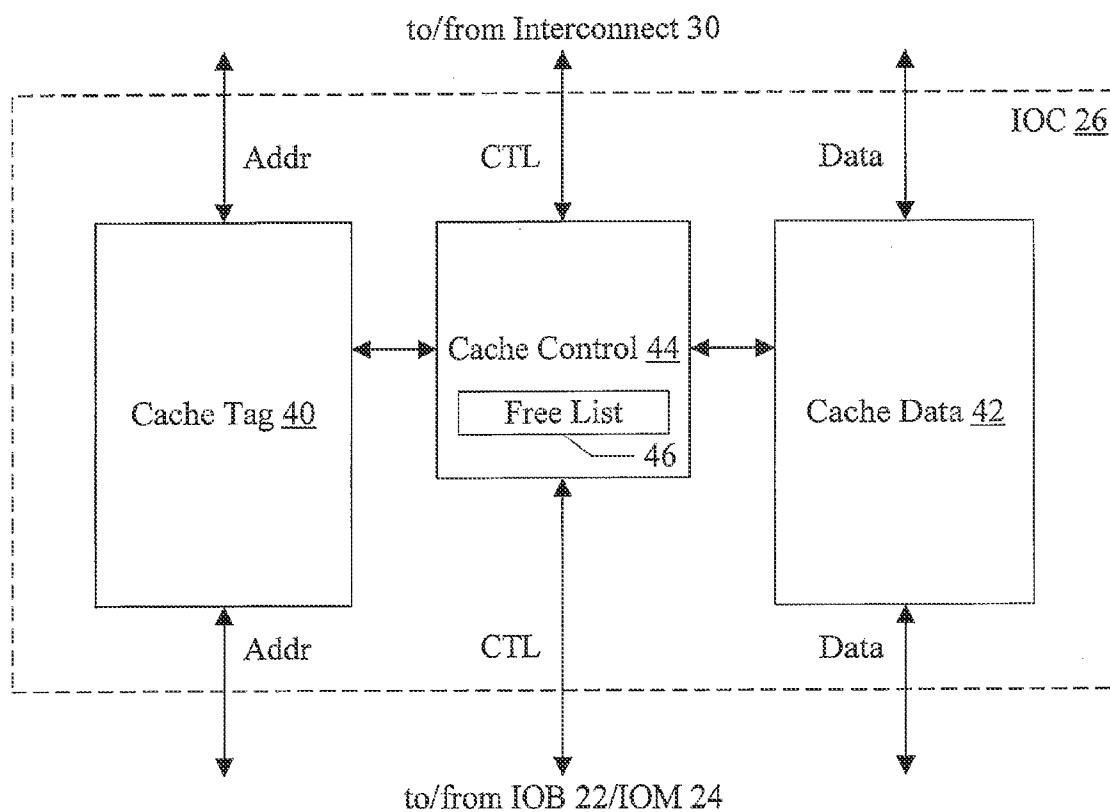 to/from Interconnect 30
IOC 26
Addr
CTL
Data
Cache Tag 40
Cache Control 44
Free List
46
Cache Data 42
Addr
CTL
Data
to/from IOB 22/IOM 24